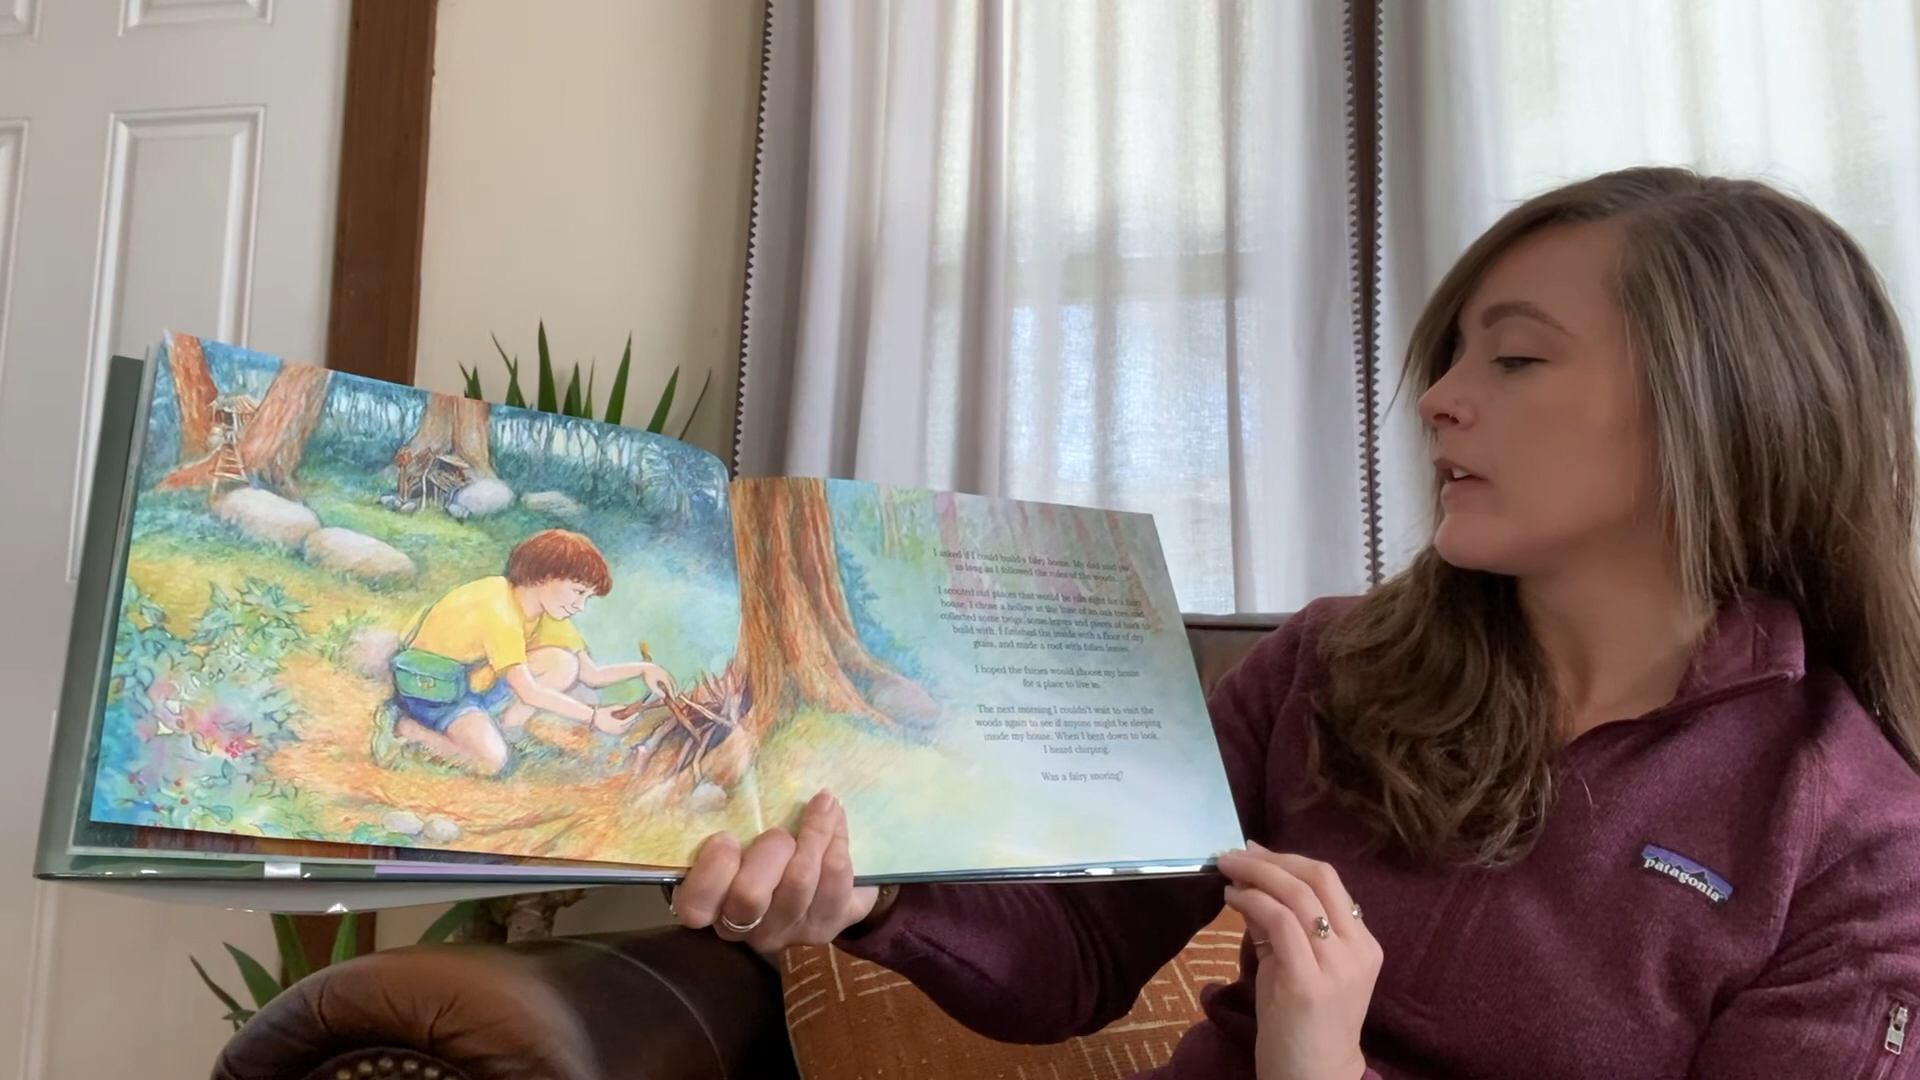 I asked if I could build a fairy house. My dad said yes
as long as I followed the rules of the woods.
I scouted out places that would be just right for a fairy
house. I chose a hollow at the base of an oak tree and
collected some twigs, some leaves and pieces of bark to
build with. I finished the inside with a floor of dry
grass, and made a roof with fallen leaves.
I hoped the fairies would choose my house
for a place to live in.
The next morning I couldn't wait to visit the
woods again to see if anyone might be sleeping
inside my house. When I bent down to look,
I heard chirping.
Was a fairy snoring?
patagonia